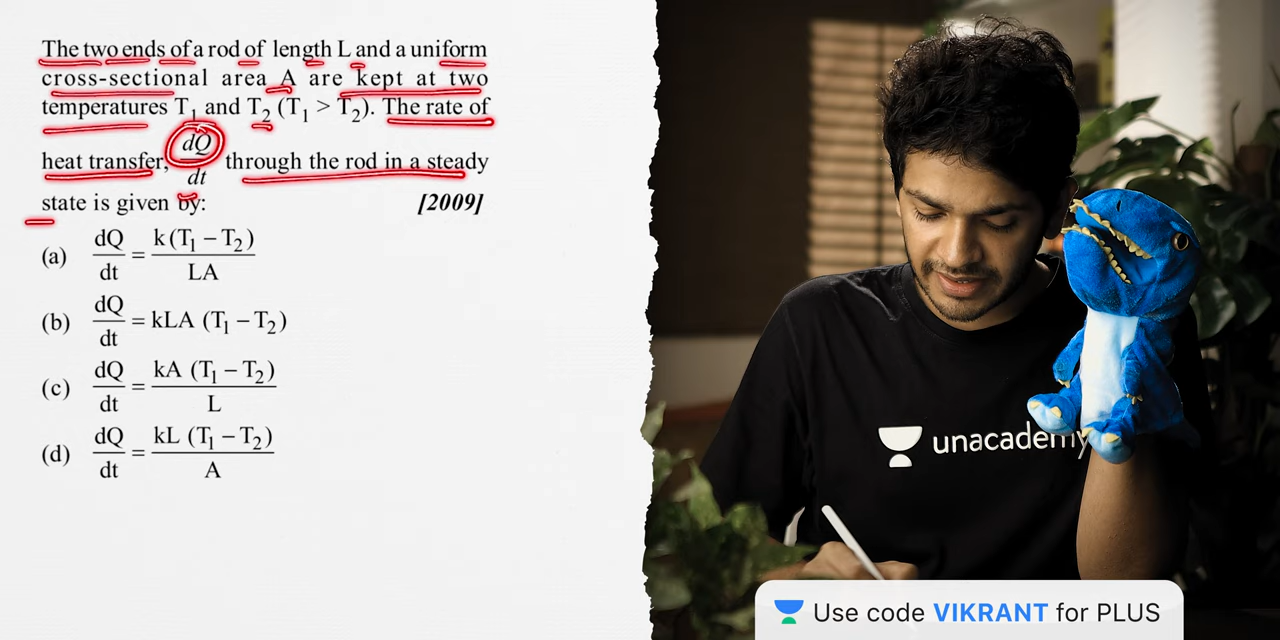 The two ends of a rod of length L and a uniform
cross-sectional area A are kept at two
temperatures T₁ and T₂ (T₁ > T₂). The rate of
heat transfer, dQ/dt through the rod in a steady
state is given by: [2009]
(a) dQ/dt = k(T₁ – T₂)/LA
(b) dQ/dt = kLA (T₁ – T₂)
(c) dQ/dt = kA (T₁ – T₂)/L
(d) dQ/dt = kL (T₁ – T₂)/A
unacademy
Use code VIKRANT for PLUS